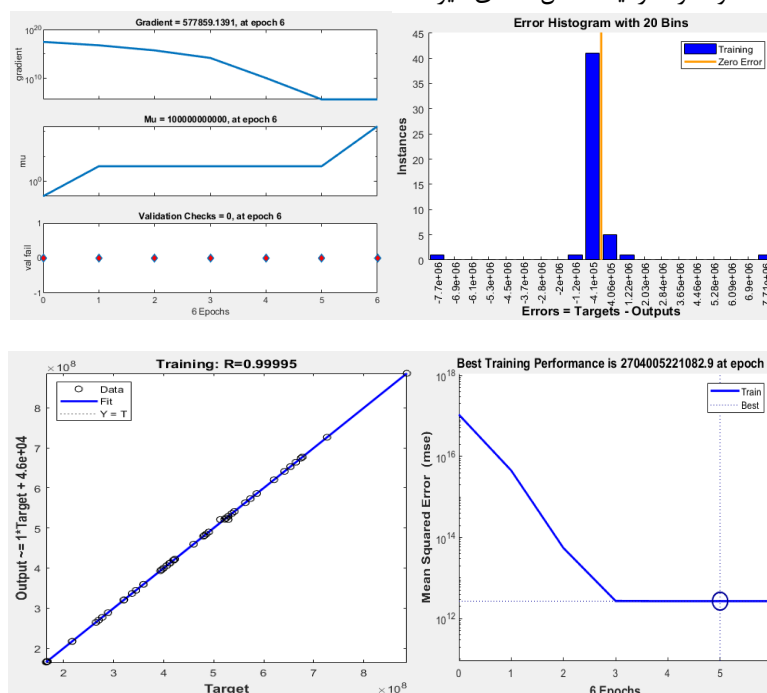 Gradient = 577859.1391, at epoch 6
10^20
10^10
gradient
Mu = 100000000000, at epoch 6
10^0
mu
Validation Checks = 0, at epoch 6
1
0
-1
val fail
0 1 2 3 4 5 6
6 Epochs
Error Histogram with 20 Bins
Training
Zero Error
45
40
35
30
25
20
15
10
5
0
Instances
-7.7e+06
-6.9e+06
-6.1e+06
-5.3e+06
-4.5e+06
-3.7e+06
-2.8e+06
-2e+06
-1.2e+06
-4.1e+05
4.06e+05
1.22e+06
2.03e+06
2.84e+06
3.65e+06
4.46e+06
5.28e+06
6.09e+06
6.9e+06
7.71e+06
Errors = Targets - Outputs
×10^8
Training: R=0.99995
Data
Fit
Y = T
8
7
6
5
4
3
2
Output ~= 1*Target + 4.6e+04
2 3 4 5 6 7 8
Target
×10^8
Best Training Performance is 2704005221082.9 at epoch
Train
Best
10^18
10^16
10^14
10^12
Mean Squared Error (mse)
0 1 2 3 4 5
6 Epochs